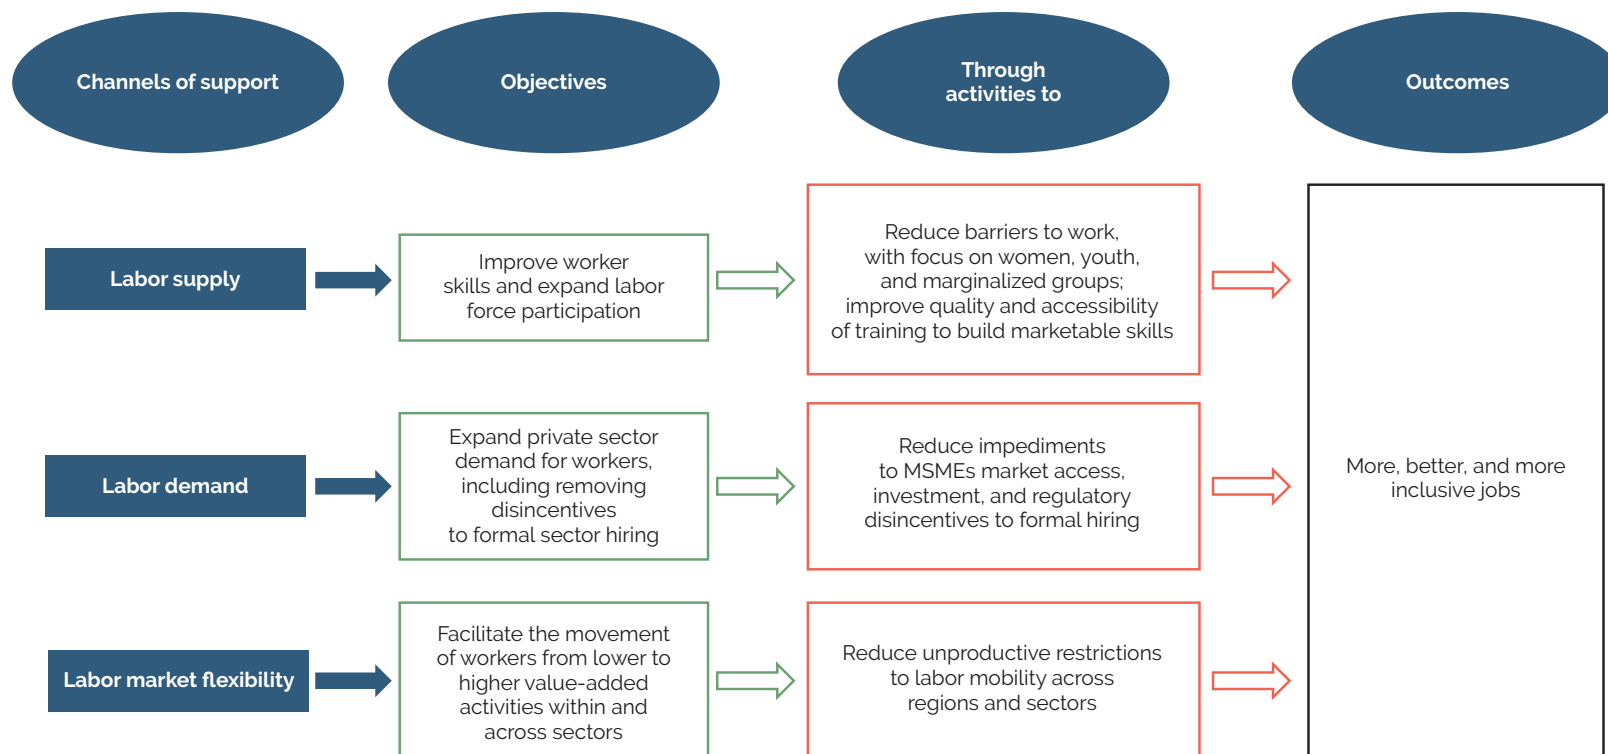 Channels of support
Objectives
Through
activities to
Outcomes
Labor supply
Improve worker
skills and expand labor
force participation
Reduce barriers to work,
with focus on women, youth,
and marginalized groups;
improve quality and accessibility
of training to build marketable skills
Labor demand
Expand private sector
demand for workers,
including removing
disincentives
to formal sector hiring
Reduce impediments
to MSMEs market access,
investment, and regulatory
disincentives to formal hiring
More, better, and more
inclusive jobs
Labor market flexibility
Facilitate the movement
of workers from lower to
higher value-added
activities within and
across sectors
Reduce unproductive restrictions
to labor mobility across
regions and sectors